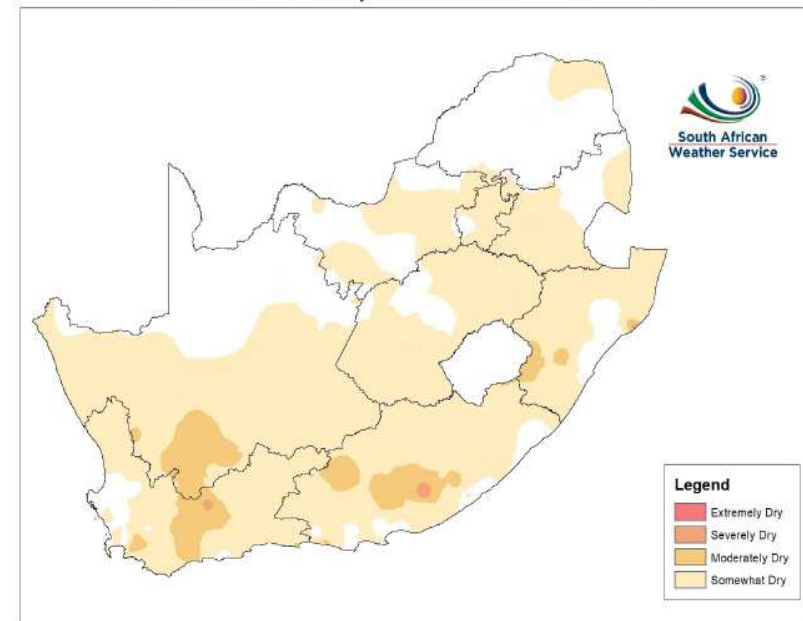 ®
South African
Weather Service
Legend
Extremely Dry
Severely Dry
Moderately Dry
Somewhat Dry